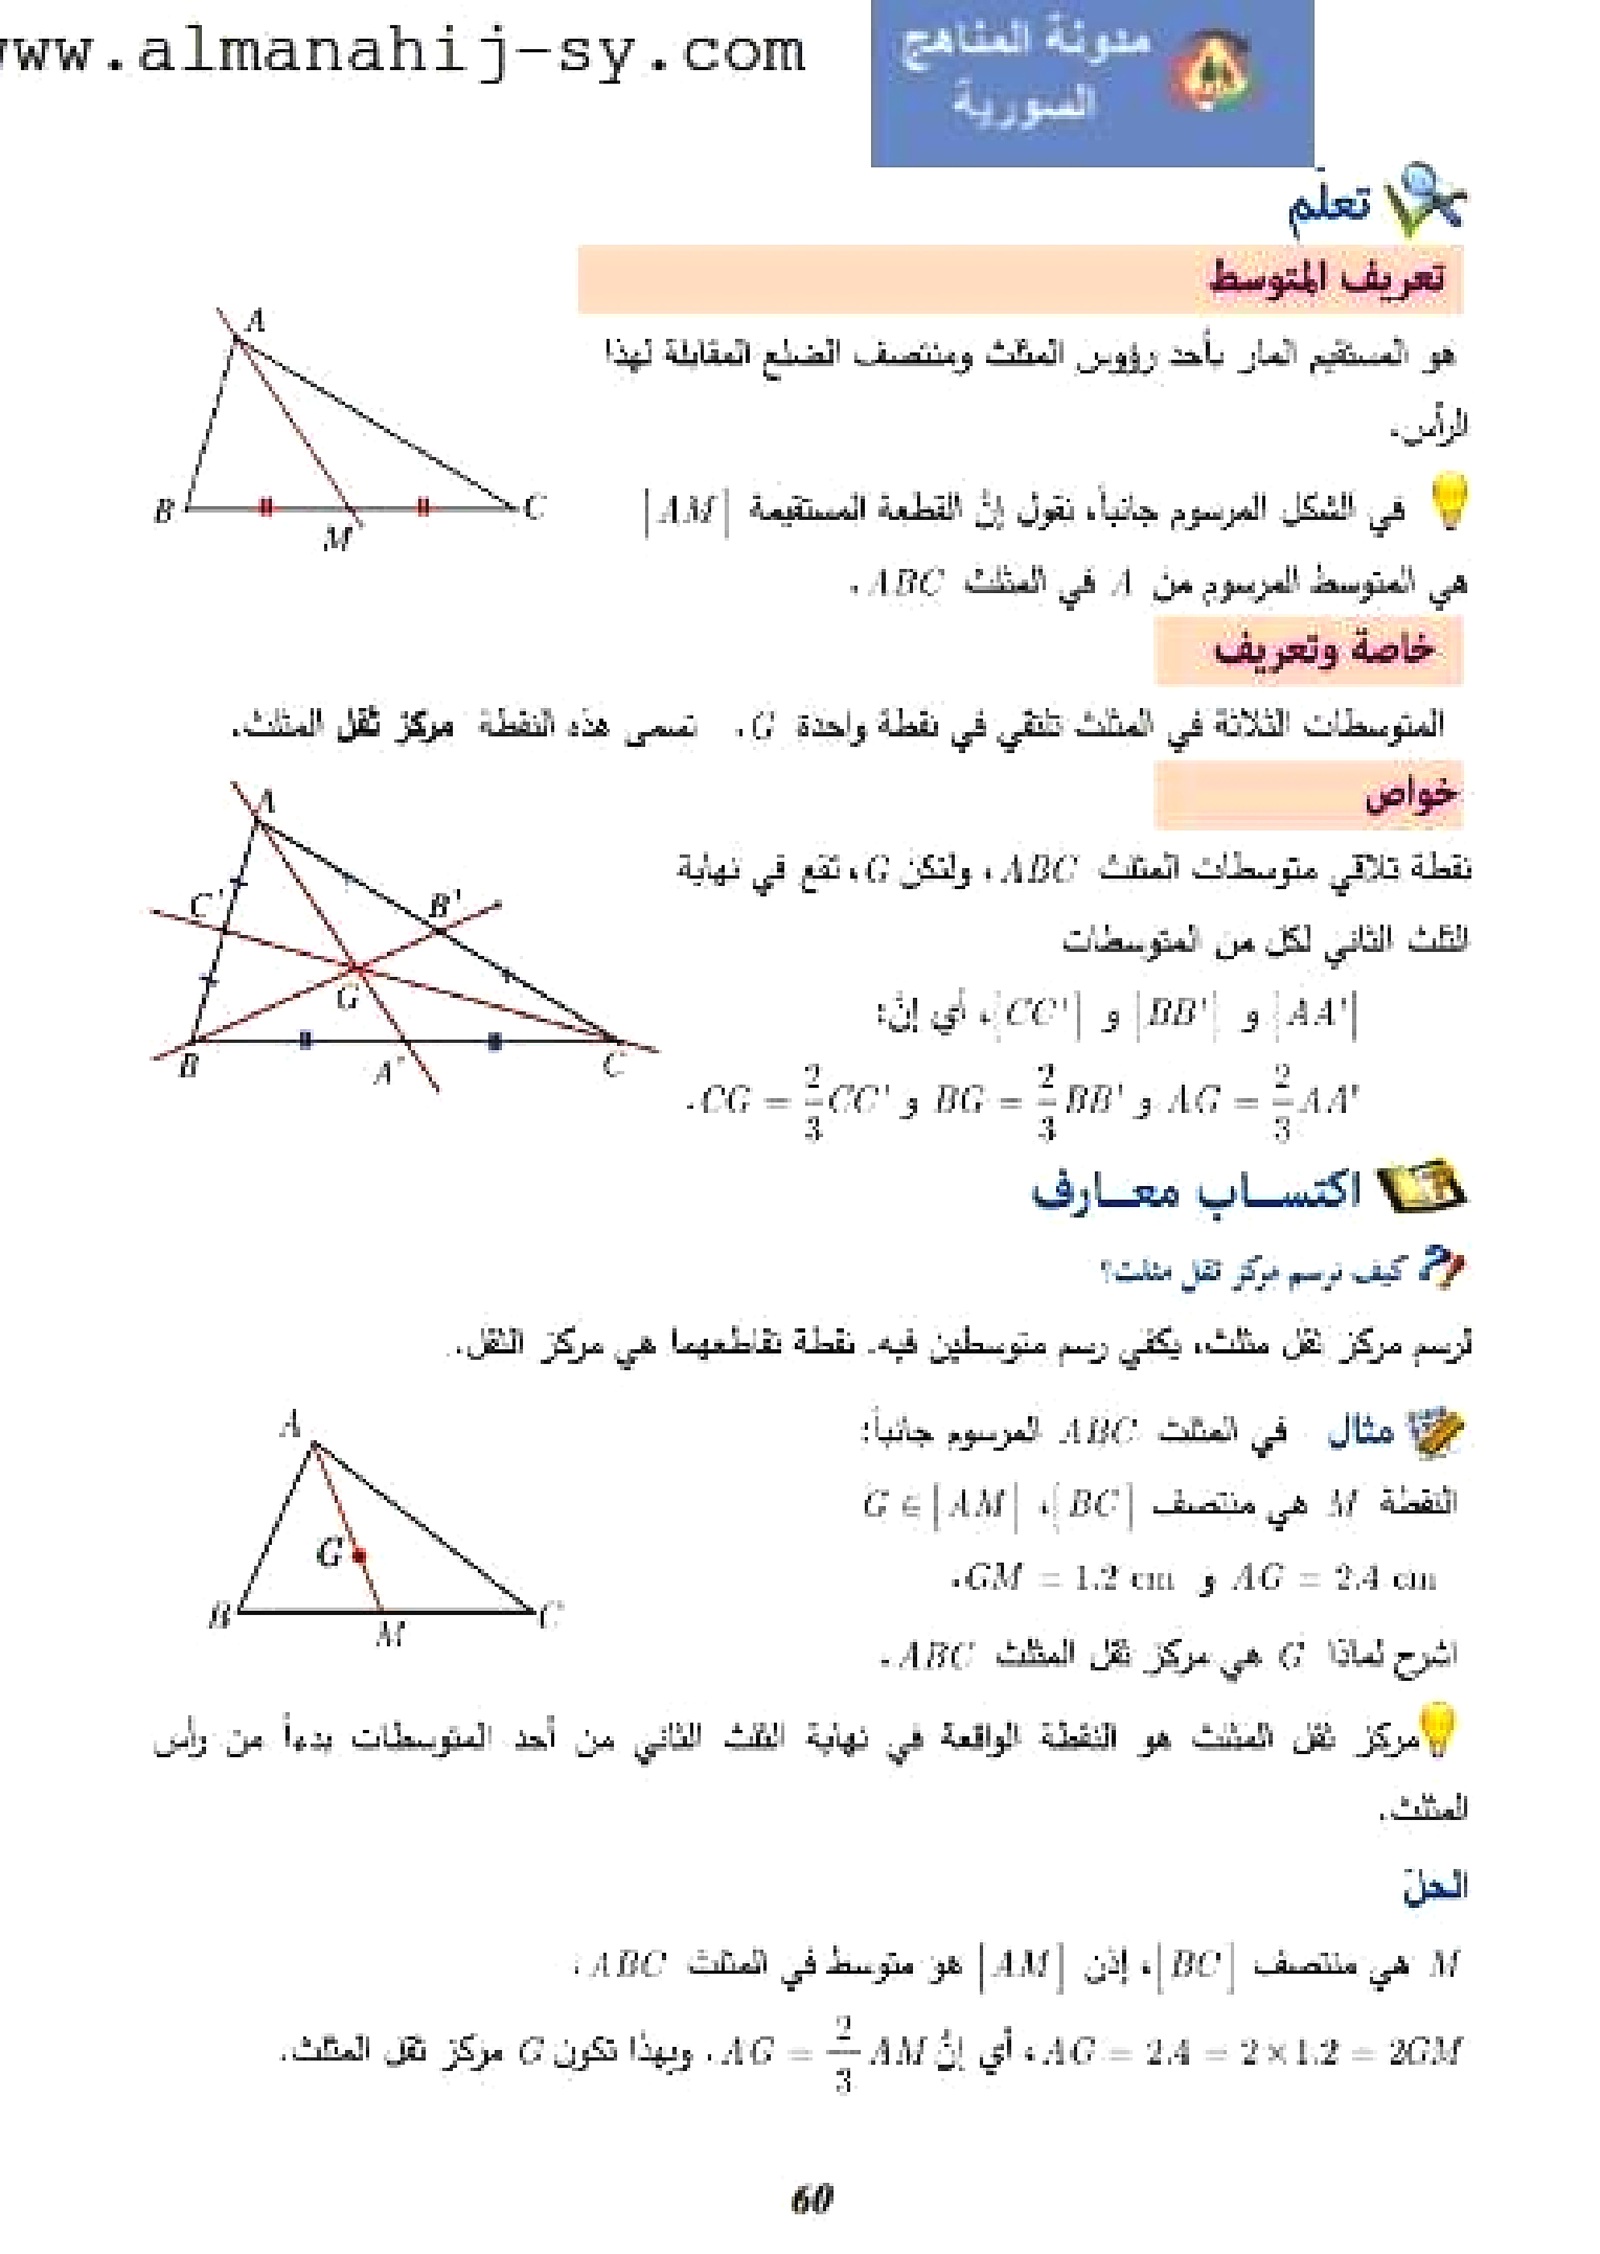 www.almanahij-sy.com
مدونة المناهج
السورية
تعلّم
تعريف المتوسط
هو المستقيم المار بأحد رؤوس المثلث ومنتصف الضلع المقابلة لهذا
الرأس.
A
B
M
C
في الشكل المرسوم جانباً، نقول إنَّ القطعة المستقيمة [AM]
هي المتوسط المرسوم من A في المثلث ABC.
خاصة وتعريف
المتوسطات الثلاثة في المثلث تلتقي في نقطة واحدة G. تسمى هذه النقطة مركز ثقل المثلث.
خواص
نقطة تلاقي متوسطات المثلث ABC، ولتكن G، تقع في نهاية
الثلث الثاني لكل من المتوسطات
[AA'] و [BB'] و [CC']، أي إنَّ:
AG = 2/3 AA' و BG = 2/3 BB' و CG = 2/3 CC'.
A
C'
B'
G
B
A'
C
اكتســاب معــارف
كيف نرسم مركز ثقل مثلث؟
لرسم مركز ثقل مثلث، يكفي رسم متوسطين فيه. نقطة تقاطعهما هي مركز الثقل.
مثال في المثلث ABC المرسوم جانباً:
النقطة M هي منتصف [BC]، G ∈ [AM]
AG = 2.4 cm و GM = 1.2 cm.
اشرح لماذا G هي مركز ثقل المثلث ABC.
A
G
B
M
C
مركز ثقل المثلث هو النقطة الواقعة في نهاية الثلث الثاني من أحد المتوسطات بدءاً من رأس
المثلث.
الحلّ
M هي منتصف [BC]، إذن [AM] هو متوسط في المثلث ABC،
AG = 2.4 = 2×1.2 = 2GM، أي إنَّ AG = 2/3 AM، وبهذا تكون G مركز ثقل المثلث.
60